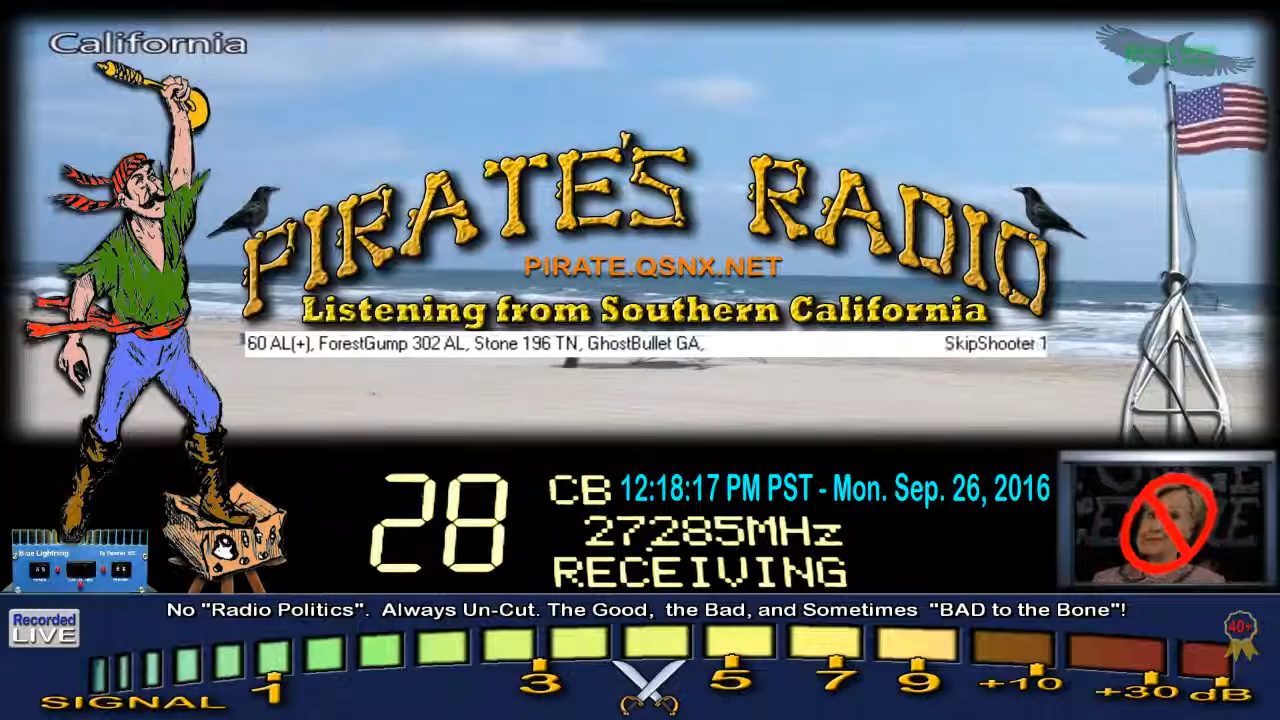 California
PIRATE'S RADIO
PIRATE.QSNX.NET
Listening from Southern California
60 AL(+), ForestGump 302 AL, Stone 196 TN, GhostBullet GA, SkipShooter 1
28 CB 12:18:17 PM PST - Mon. Sep. 26, 2016
27.285MHz
RECEIVING
Blue Lightning
No "Radio Politics". Always Un-Cut. The Good, the Bad, and Sometimes "BAD to the Bone"!
Recorded
LIVE
40+
SIGNAL 1 3 5 7 9 +10 +30 dB